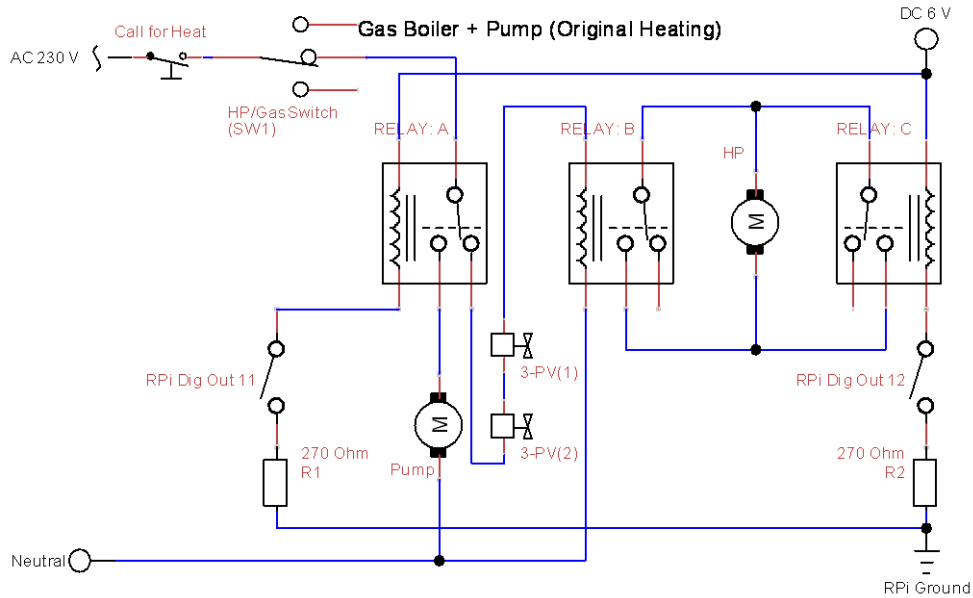 DC 6 V
Gas Boiler + Pump (Original Heating)
Call for Heat
AC 230 V
HP/Gas Switch
(SW1)
RELAY: A
RELAY: B
RELAY: C
HP
M
3-PV(1)
RPi Dig Out 11
RPi Dig Out 12
M
3-PV(2)
270 Ohm
R1
Pump
270 Ohm
R2
Neutral
RPi Ground